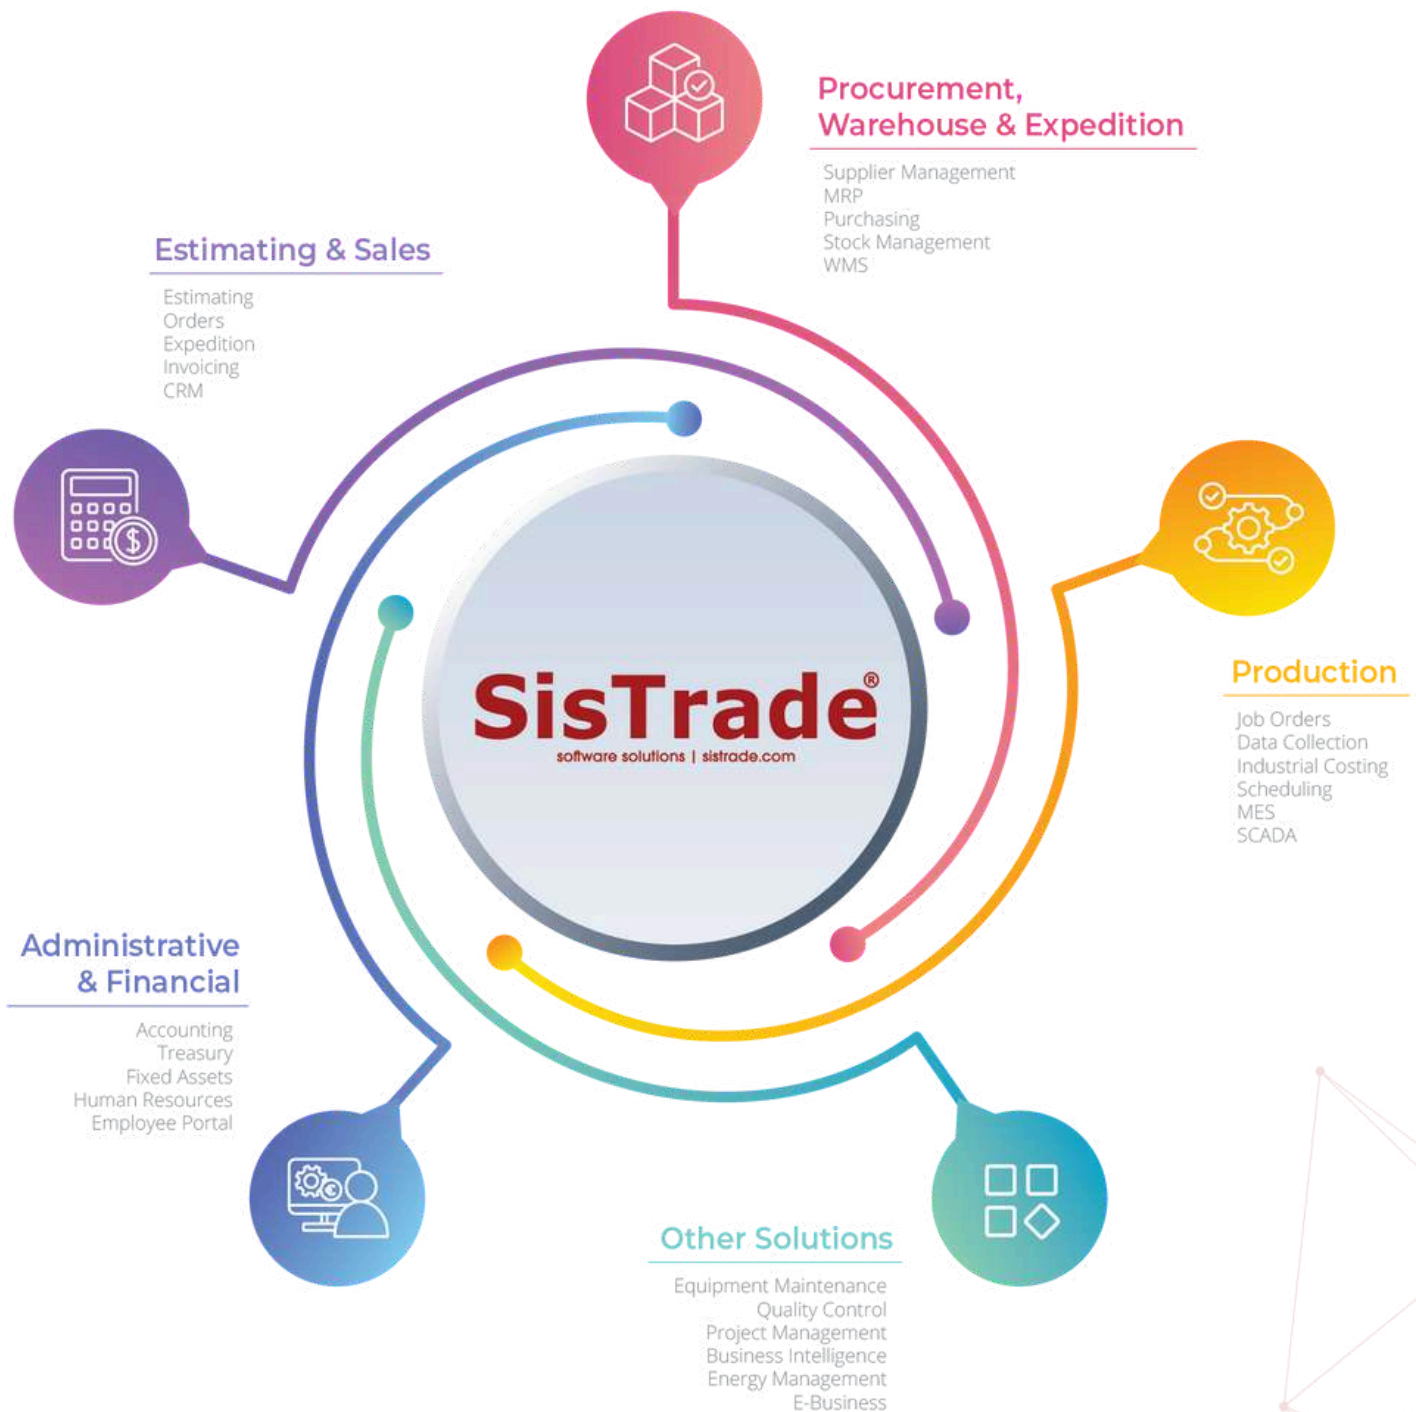 Procurement,
Warehouse & Expedition
Supplier Management
MRP
Purchasing
Stock Management
WMS
Estimating & Sales
Estimating
Orders
Expedition
Invoicing
CRM
$
SisTrade®
software solutions | sistrade.com
Production
Job Orders
Data Collection
Industrial Costing
Scheduling
MES
SCADA
Administrative
& Financial
Accounting
Treasury
Fixed Assets
Human Resources
Employee Portal
€
Other Solutions
Equipment Maintenance
Quality Control
Project Management
Business Intelligence
Energy Management
E-Business